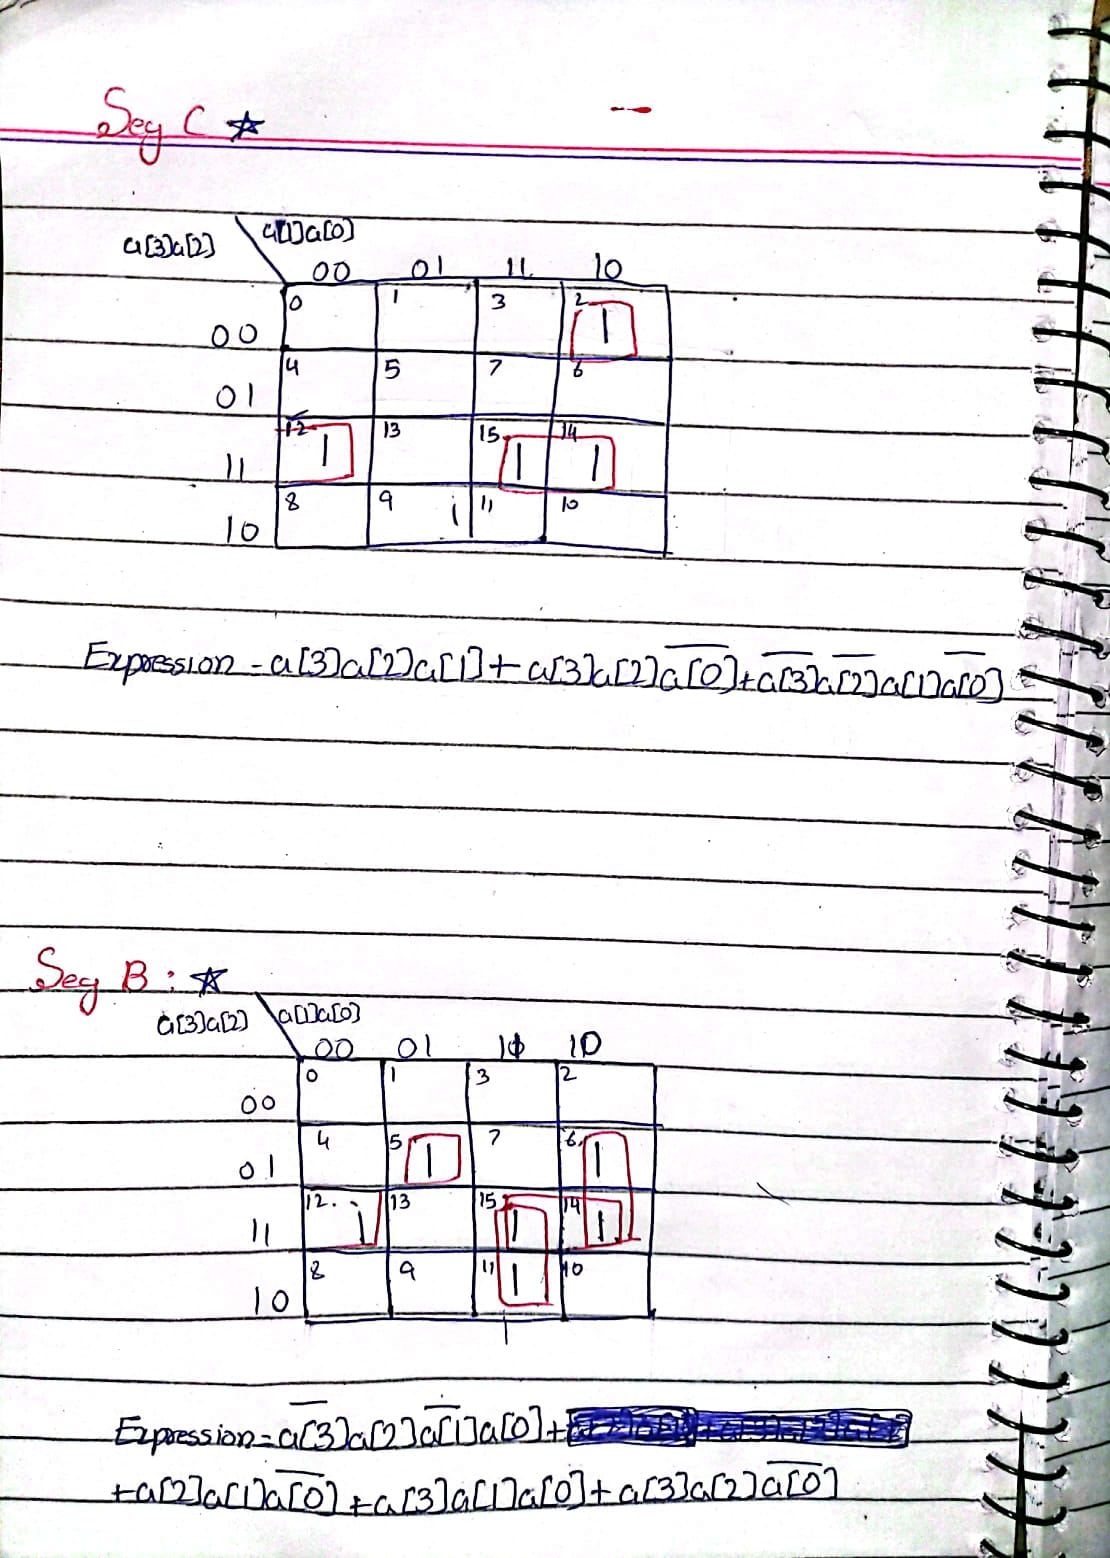 Seg C ☆
a[1]a[0]
a[3]a[2]
00 01 11 10
0 1 3 2 1
00
4 5 7 6
01
12 1 13 15 1 14 1
11
8 9 11 10
10
Expression = a[3]a[2]a[1] + a[3]a[2]a̅[̅0̅]̅ + a̅[̅3̅]̅a̅[̅2̅]̅a[1]a̅[̅0̅]̅
Seg B : ☆
a[3]a[2] a[1]a[0]
00 01 11 10
0 1 3 2
00
4 5 1 7 6 1
01
12 1 13 15 1 14 1
11
8 9 11 1 10
10
Expression = a̅[̅3̅]̅a[2]a̅[̅1̅]̅a[0] +
+ a[2]a[1]a̅[̅0̅]̅ + a[3]a[1]a[0] + a[3]a[2]a̅[̅0̅]̅